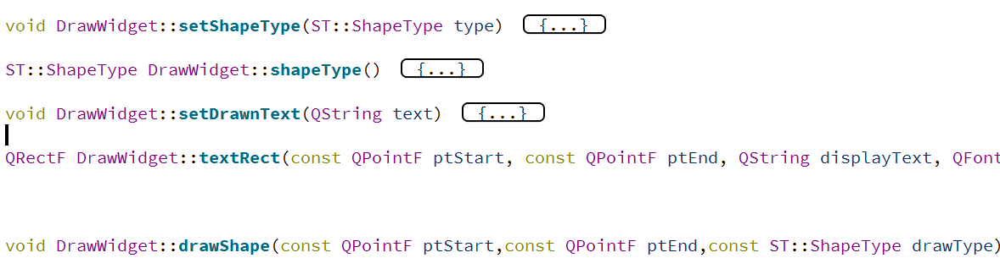 void DrawWidget::setShapeType(ST::ShapeType type) {...}
ST::ShapeType DrawWidget::shapeType() {...}
void DrawWidget::setDrawnText(QString text) {...}
QRectF DrawWidget::textRect(const QPointF ptStart, const QPointF ptEnd, QString displayText, QFont
void DrawWidget::drawShape(const QPointF ptStart,const QPointF ptEnd,const ST::ShapeType drawType)